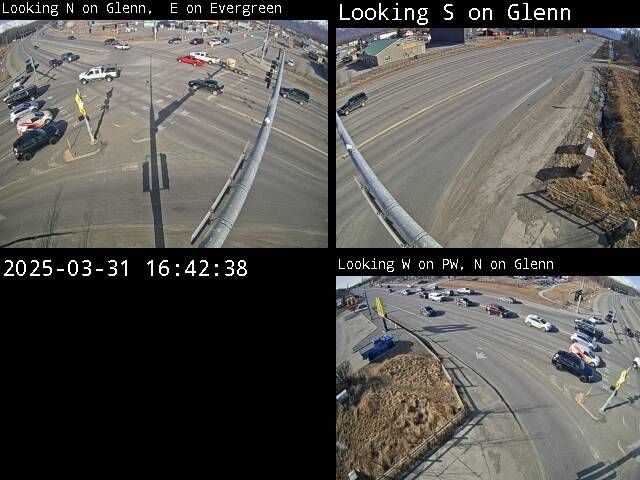 Looking N on Glenn,  E on Evergreen
Looking S on Glenn
2025-03-31 16:42:38
Looking W on PW, N on Glenn